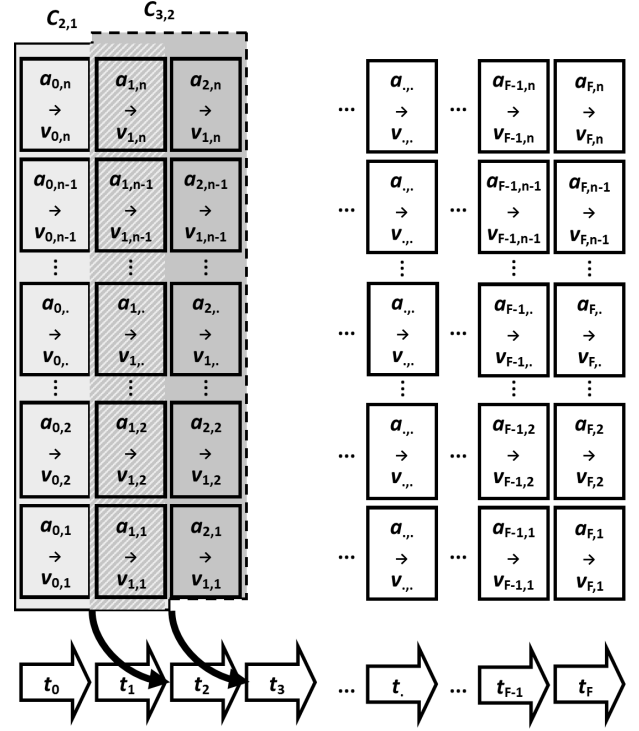 C2,1 C3,2
a0,n a1,n a2,n a.,. aF-1,n aF,n
→ → → ... → ... → →
v0,n v1,n v1,n v.,. vF-1,n vF,n
a0,n-1 a1,n-1 a2,n-1 a.,. aF-1,n-1 aF,n-1
→ → → ... → ... → →
v0,n-1 v1,n-1 v1,n-1 v.,. vF-1,n-1 vF,n-1
⋮ ⋮ ⋮ ⋮ ⋮ ⋮
a0,. a1,. a2,. a.,. aF-1,. aF,.
→ → → ... → ... → →
v0,. v1,. v1,. v.,. vF-1,. vF,.
⋮ ⋮ ⋮ ⋮ ⋮ ⋮
a0,2 a1,2 a2,2 a.,. aF-1,2 aF,2
→ → → ... → ... → →
v0,2 v1,2 v1,2 v.,. vF-1,2 vF,2
a0,1 a1,1 a2,1 a.,. aF-1,1 aF,1
→ → → ... → ... → →
v0,1 v1,1 v1,1 v.,. vF-1,1 vF,1
t0 t1 t2 t3 ... t. ... tF-1 tF